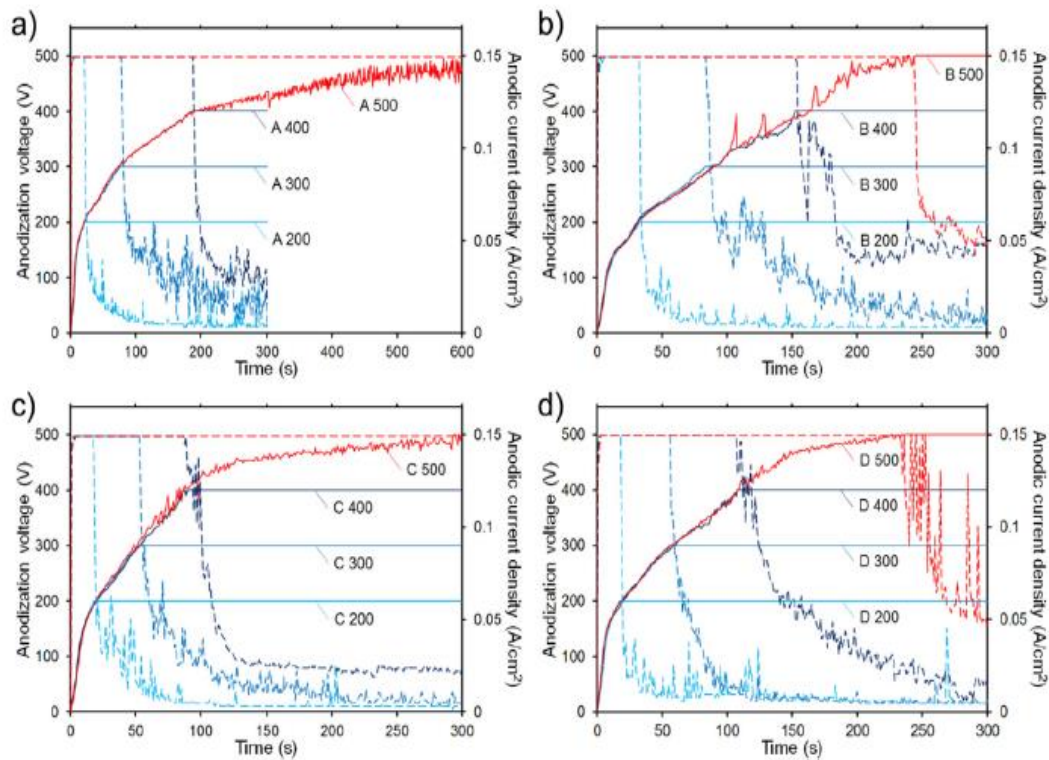 a)
Anodization voltage (V)
500
400
300
200
100
0
0 100 200 300 400 500 600
Time (s)
0.15
0.1
0.05
0
Anodic current density (A/cm²)
A 500
A 400
A 300
A 200
b)
Anodization voltage (V)
500
400
300
200
100
0
0 50 100 150 200 250 300
Time (s)
0.15
0.1
0.05
0
Anodic current density (A/cm²)
B 500
B 400
B 300
B 200
c)
Anodization voltage (V)
500
400
300
200
100
0
0 50 100 150 200 250 300
Time (s)
0.15
0.1
0.05
0
Anodic current density (A/cm²)
C 500
C 400
C 300
C 200
d)
Anodization voltage (V)
500
400
300
200
100
0
0 50 100 150 200 250 300
Time (s)
0.15
0.1
0.05
0
Anodic current density (A/cm²)
D 500
D 400
D 300
D 200